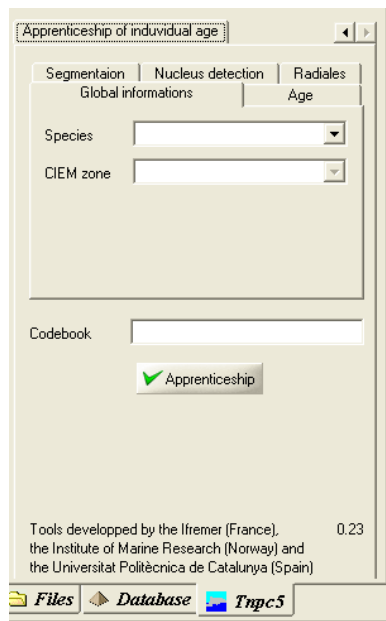 Apprenticeship of induvidual age
Segmentaion Nucleus detection Radiales
Global informations Age
Species
CIEM zone
Codebook
Apprenticeship
Tools developped by the Ifremer (France), 0.23
the Institute of Marine Research (Norway) and
the Universitat Politècnica de Catalunya (Spain)
Files Database Tnpc5